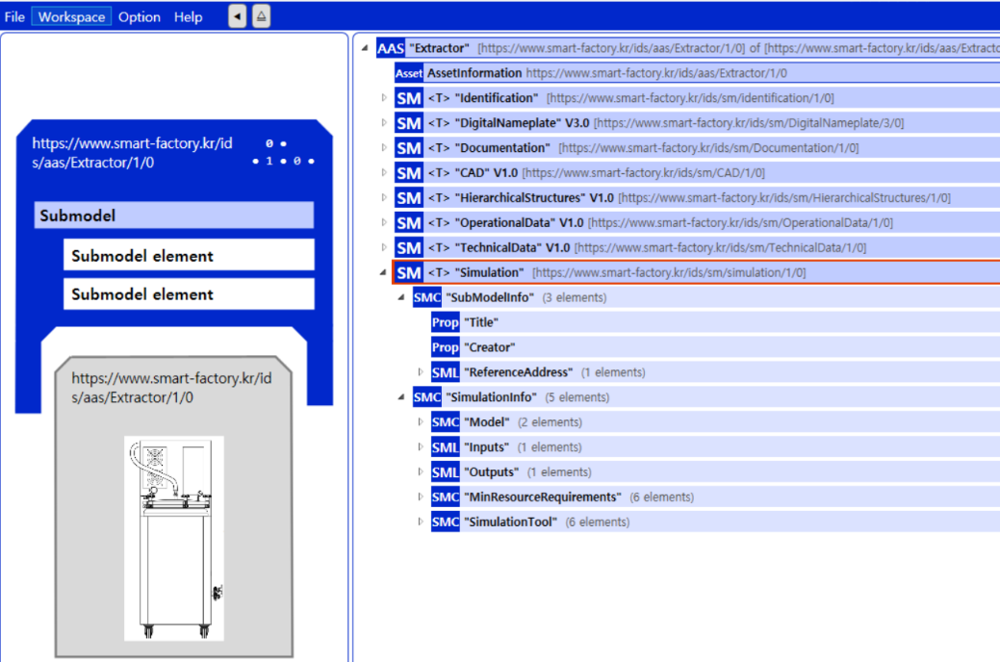 File Workspace Option Help
https://www.smart-factory.kr/id
s/aas/Extractor/1/0
0
1 0
Submodel
Submodel element
Submodel element
https://www.smart-factory.kr/id
s/aas/Extractor/1/0
AAS "Extractor" [https://www.smart-factory.kr/ids/aas/Extractor/1/0] of [https://www.smart-factory.kr/ids/aas/Extracto
Asset AssetInformation https://www.smart-factory.kr/ids/aas/Extractor/1/0
SM <T> "Identification" [https://www.smart-factory.kr/ids/sm/identification/1/0]
SM <T> "DigitalNameplate" V3.0 [https://www.smart-factory.kr/ids/sm/DigitalNameplate/3/0]
SM <T> "Documentation" [https://www.smart-factory.kr/ids/sm/Documentation/1/0]
SM <T> "CAD" V1.0 [https://www.smart-factory.kr/ids/sm/CAD/1/0]
SM <T> "HierarchicalStructures" V1.0 [https://www.smart-factory.kr/ids/sm/HierarchicalStructures/1/0]
SM <T> "OperationalData" V1.0 [https://www.smart-factory.kr/ids/sm/OperationalData/1/0]
SM <T> "TechnicalData" V1.0 [https://www.smart-factory.kr/ids/sm/TechnicalData/1/0]
SM <T> "Simulation" [https://www.smart-factory.kr/ids/sm/simulation/1/0]
SMC "SubModelInfo" (3 elements)
Prop "Title"
Prop "Creator"
SML "ReferenceAddress" (1 elements)
SMC "SimulationInfo" (5 elements)
SMC "Model" (2 elements)
SML "Inputs" (1 elements)
SML "Outputs" (1 elements)
SMC "MinResourceRequirements" (6 elements)
SMC "SimulationTool" (6 elements)